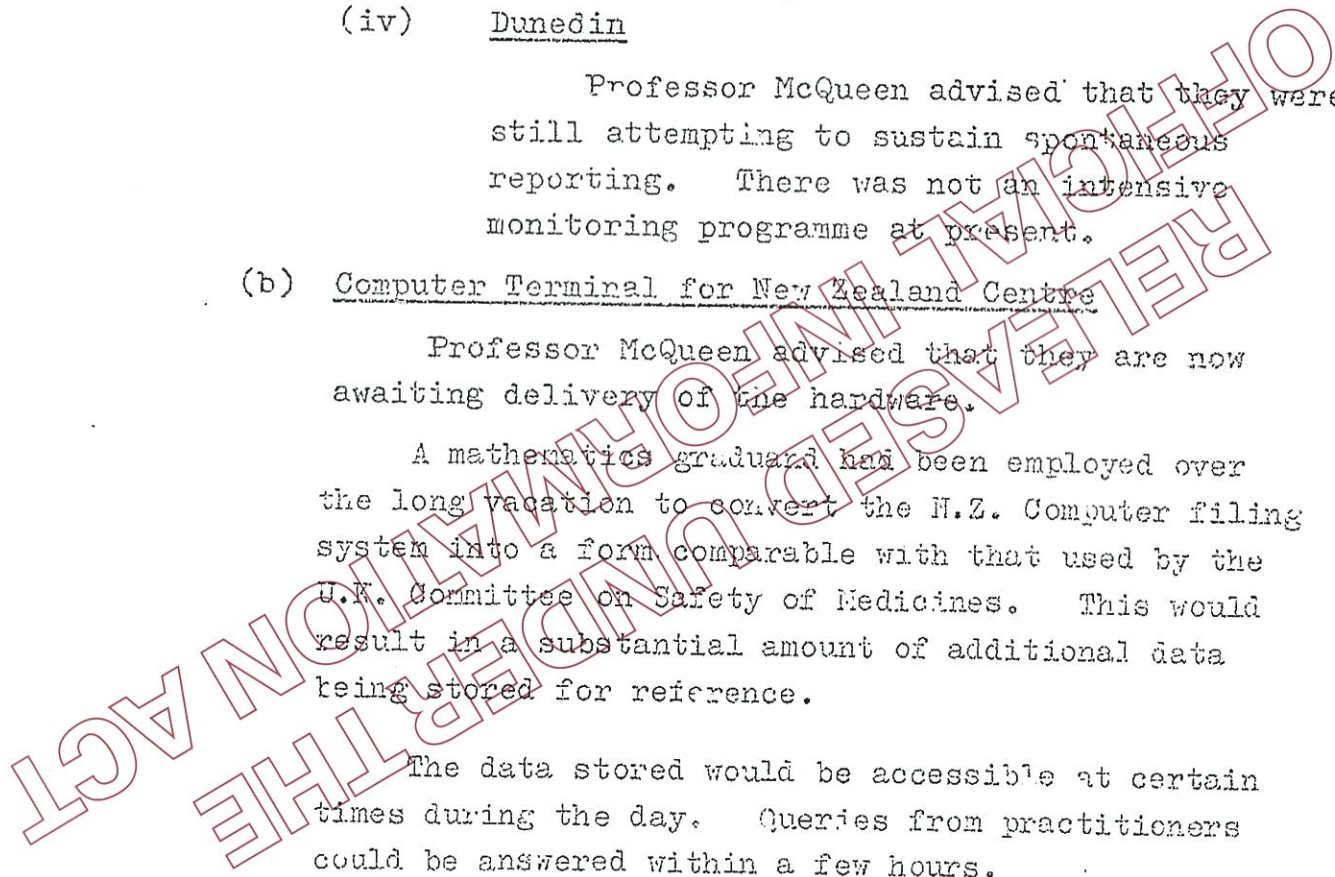 (iv) Dunedin
Professor McQueen advised that they were
still attempting to sustain spontaneous
reporting. There was not an intensive
monitoring programme at present.
(b) Computer Terminal for New Zealand Centre
Professor McQueen advised that they are now
awaiting delivery of the hardware.
A mathematics graduard had been employed over
the long vacation to convert the N.Z. Computer filing
system into a form comparable with that used by the
U.K. Committee on Safety of Medicines. This would
result in a substantial amount of additional data
being stored for reference.
The data stored would be accessible at certain
times during the day. Queries from practitioners
could be answered within a few hours.
RELEASED UNDER THE
OFFICIAL INFORMATION ACT